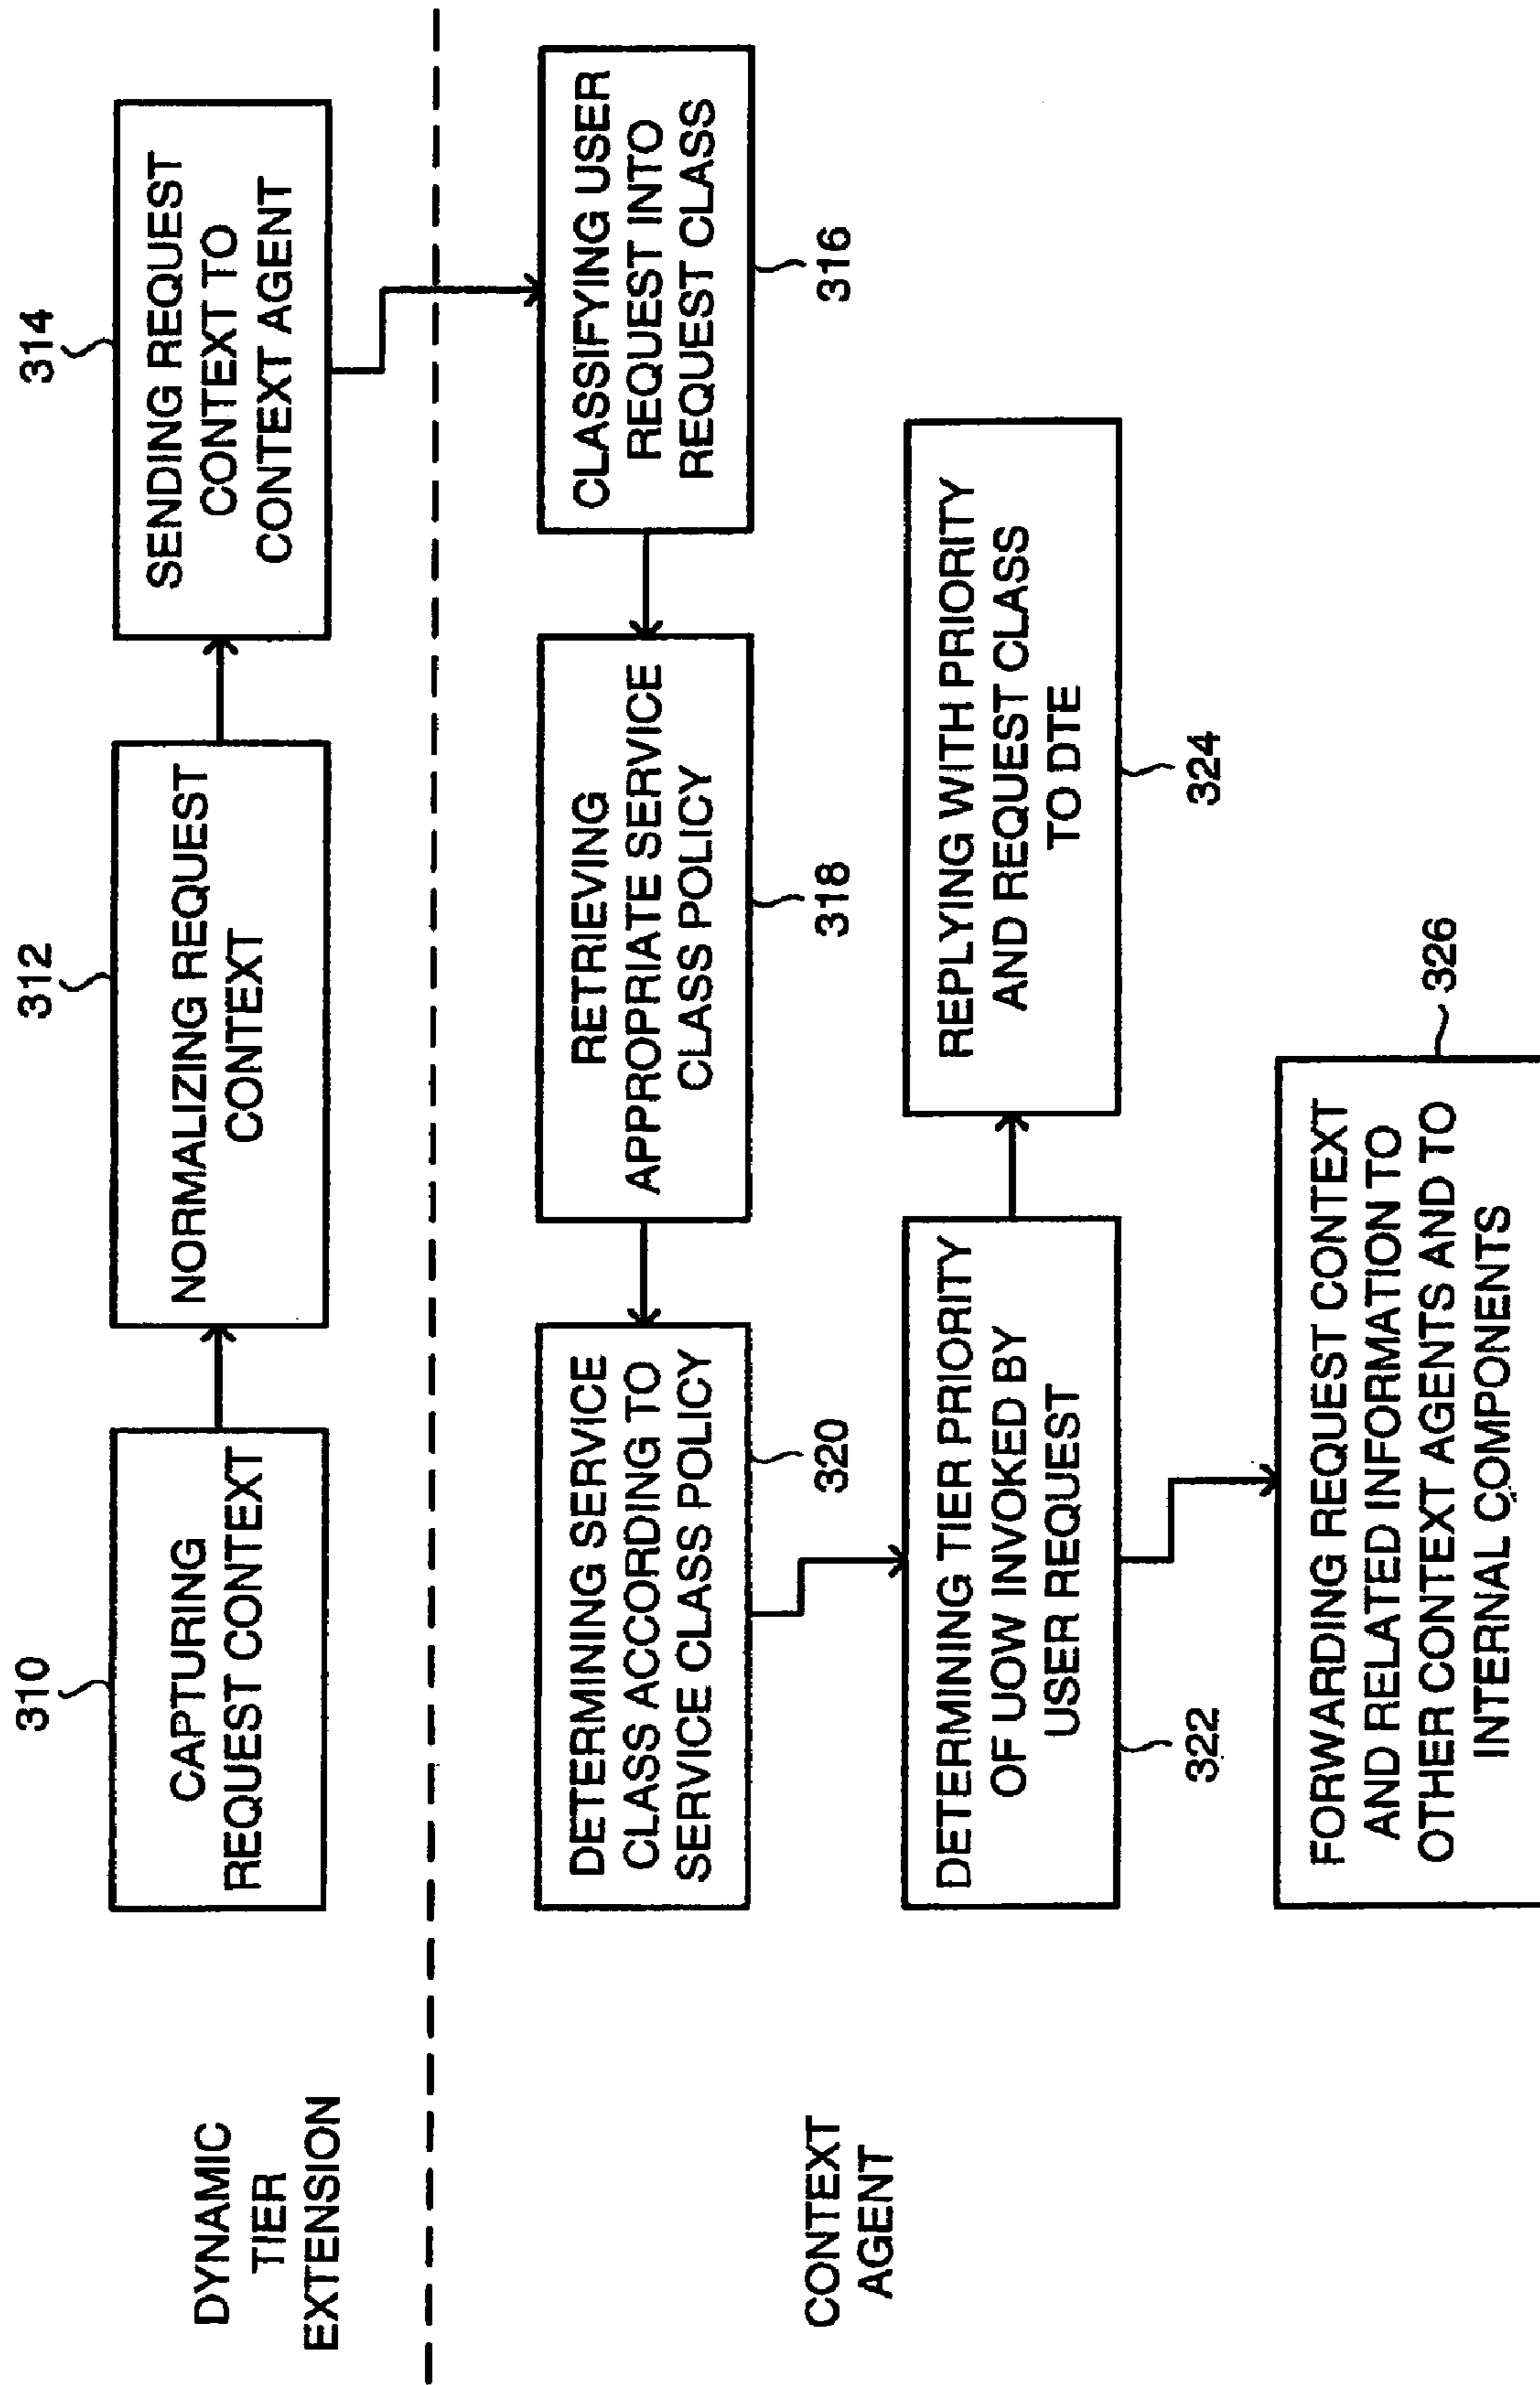 DYNAMIC
TIER
EXTENSION
310
CAPTURING
REQUEST CONTEXT
312
NORMALIZING REQUEST
CONTEXT
314
SENDING REQUEST
CONTEXT TO
CONTEXT AGENT
CONTEXT
AGENT
CLASSIFYING USER
REQUEST INTO
REQUEST CLASS
316
RETRIEVING
APPROPRIATE SERVICE
CLASS POLICY
318
DETERMINING SERVICE
CLASS ACCORDING TO
SERVICE CLASS POLICY
320
DETERMINING TIER PRIORITY
OF UOW INVOKED BY
USER REQUEST
322
REPLYING WITH PRIORITY
AND REQUEST CLASS
TO DTE
324
FORWARDING REQUEST CONTEXT
AND RELATED INFORMATION TO
OTHER CONTEXT AGENTS AND TO
INTERNAL COMPONENTS
326